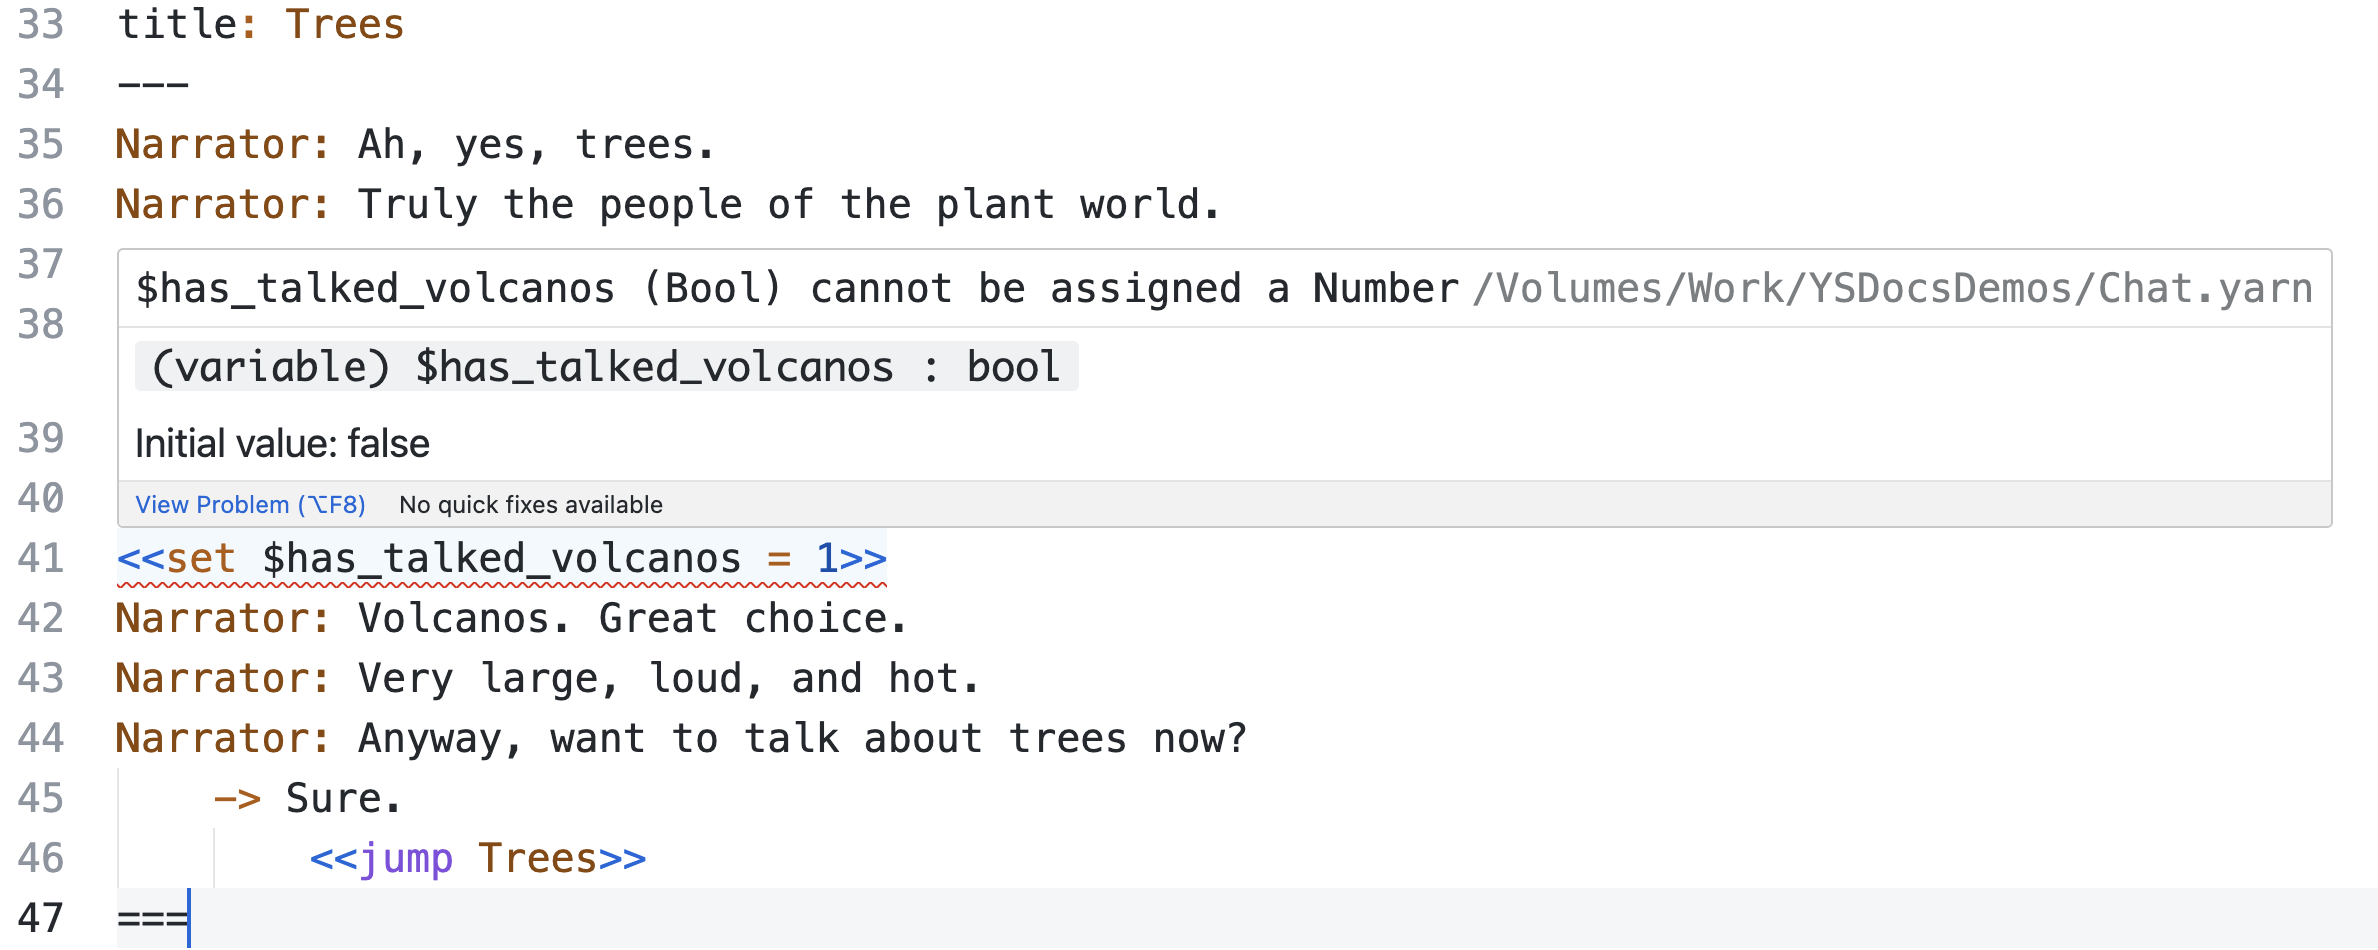 33 title: Trees
34 ---
35 Narrator: Ah, yes, trees.
36 Narrator: Truly the people of the plant world.
37
$has_talked_volcanos (Bool) cannot be assigned a Number /Volumes/Work/YSDocsDemos/Chat.yarn
38
(variable) $has_talked_volcanos : bool
39
Initial value: false
40
View Problem (⌥F8) No quick fixes available
41 <<set $has_talked_volcanos = 1>>
42 Narrator: Volcanos. Great choice.
43 Narrator: Very large, loud, and hot.
44 Narrator: Anyway, want to talk about trees now?
45 -> Sure.
46 <<jump Trees>>
47 ===